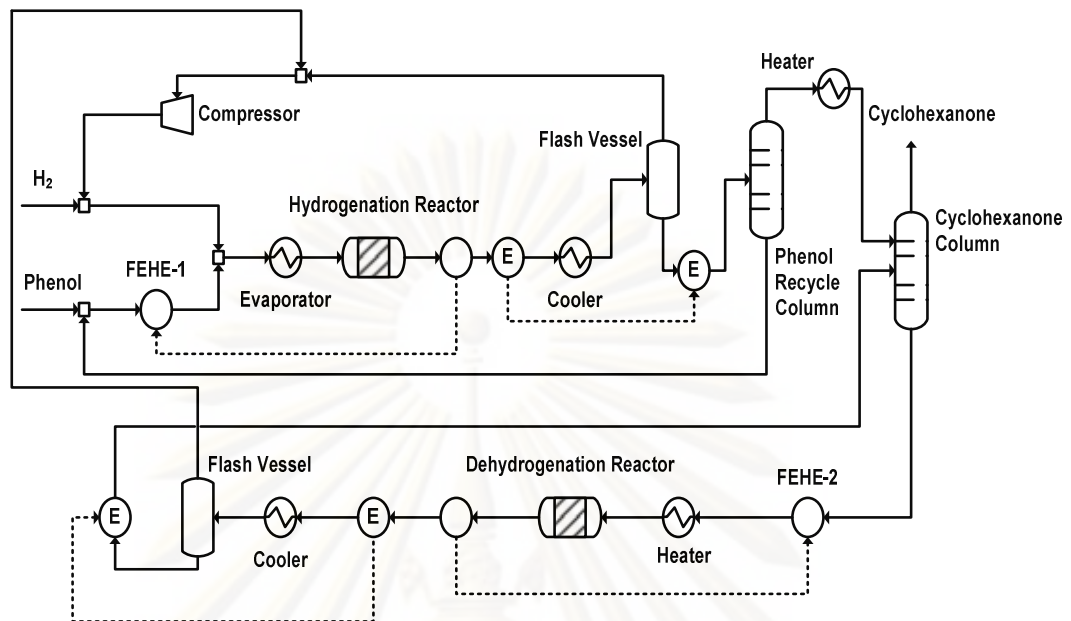 Heater
Compressor
Cyclohexanone
Flash Vessel
H2
Hydrogenation Reactor
Cyclohexanone
Column
Phenol
FEHE-1
E
E
Phenol
Recycle
Column
Evaporator
Cooler
Flash Vessel
Dehydrogenation Reactor
FEHE-2
E
E
Cooler
Heater